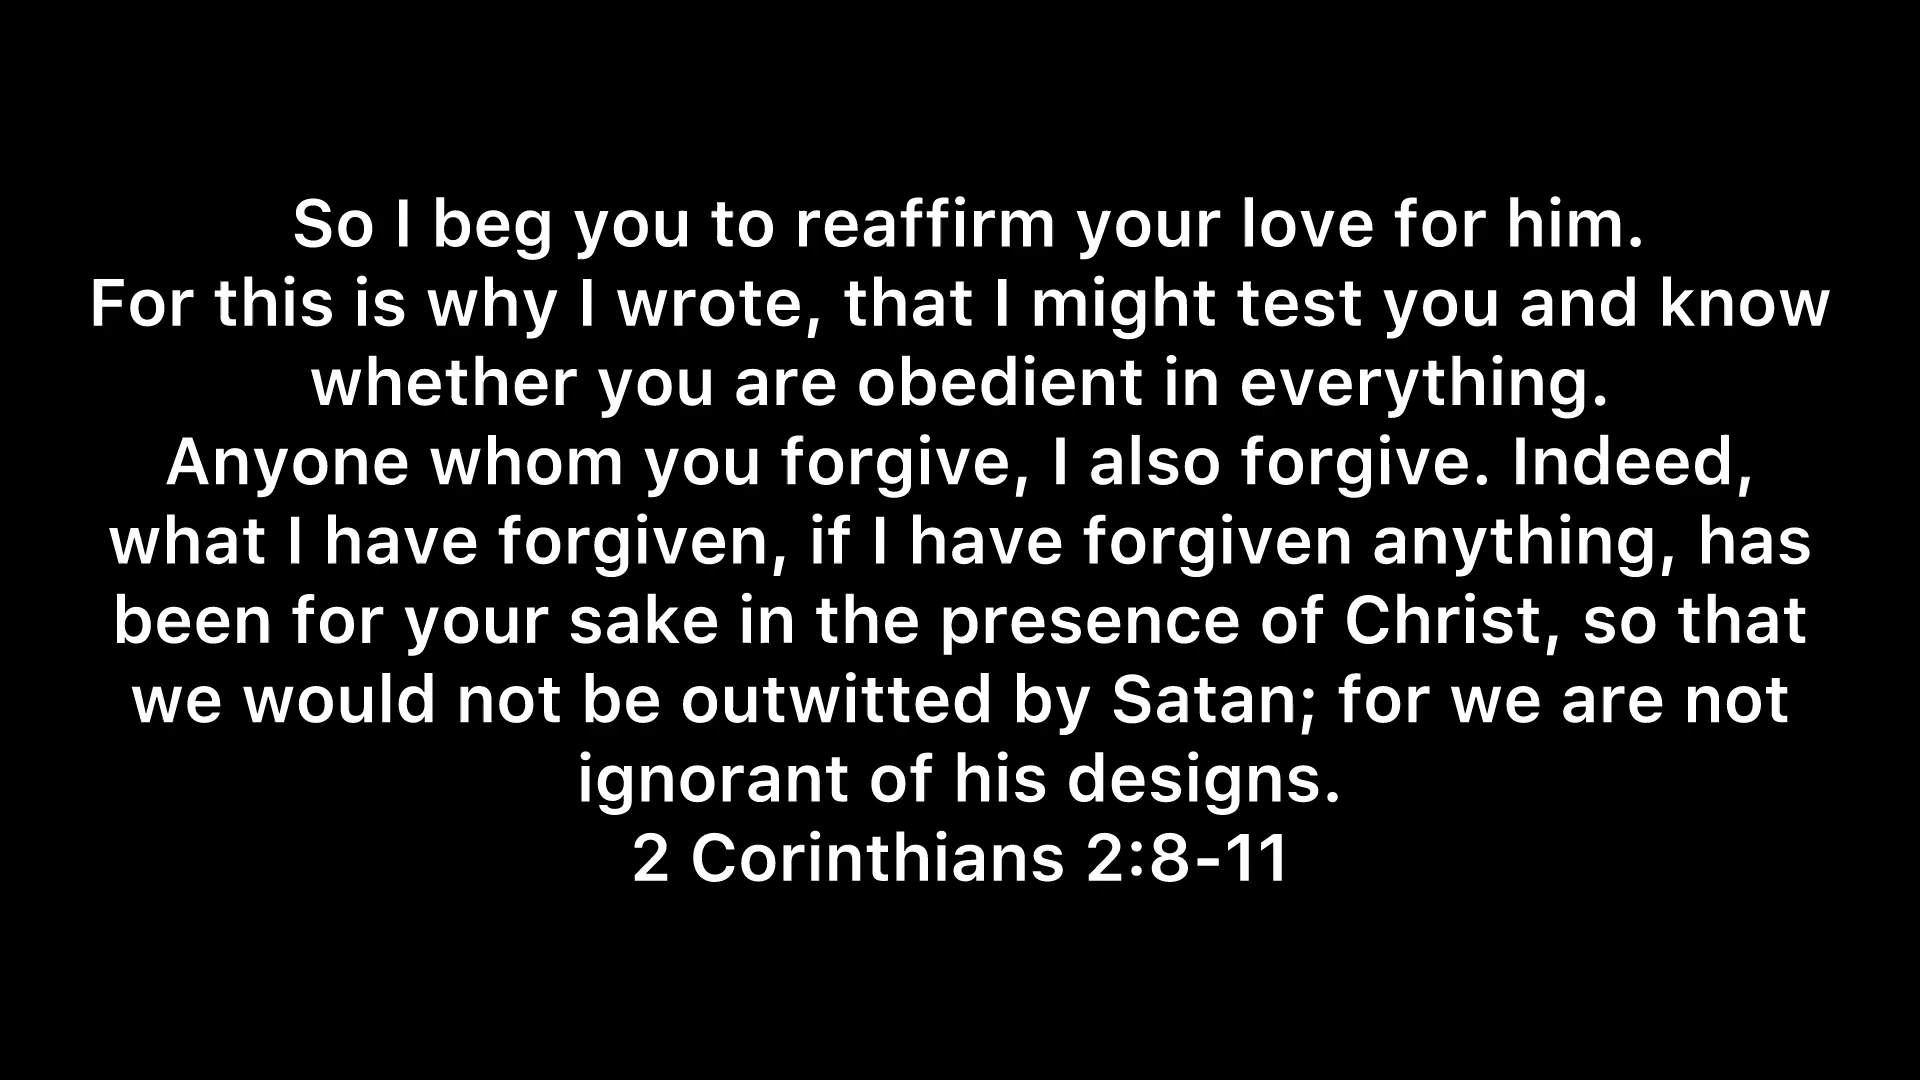 So I beg you to reaffirm your love for him.
For this is why I wrote, that I might test you and know
whether you are obedient in everything.
Anyone whom you forgive, I also forgive. Indeed,
what I have forgiven, if I have forgiven anything, has
been for your sake in the presence of Christ, so that
we would not be outwitted by Satan; for we are not
ignorant of his designs.
2 Corinthians 2:8-11